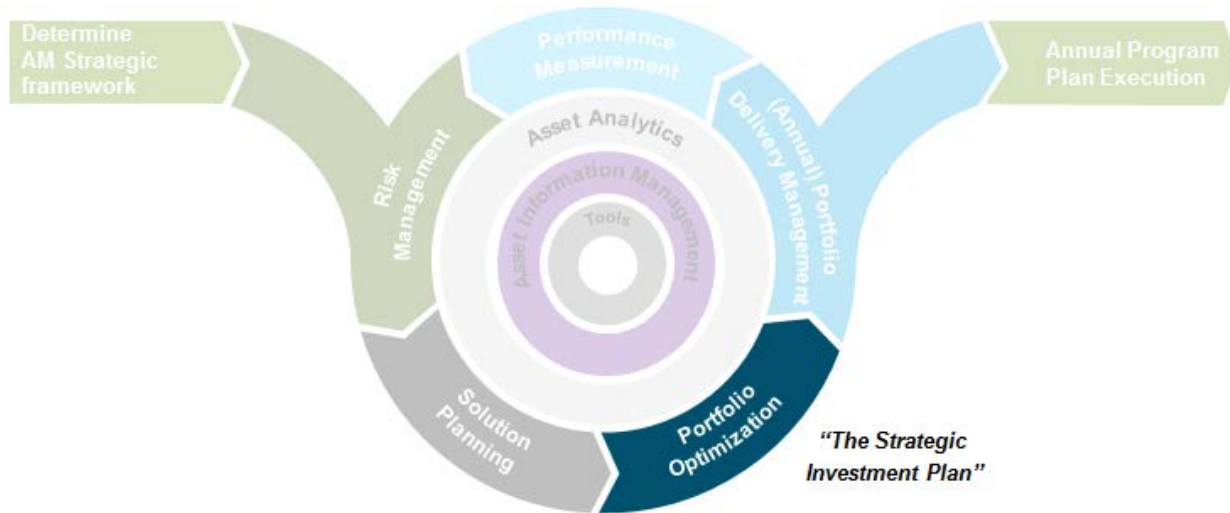 Determine
AM Strategic
framework
Performance
Measurement
Annual Program
Plan Execution
(Annual) Portfolio
Delivery Management
Risk
Management
Asset Analytics
Asset Information Management
Tools
Solution
Planning
Portfolio
Optimization
“The Strategic
Investment Plan”